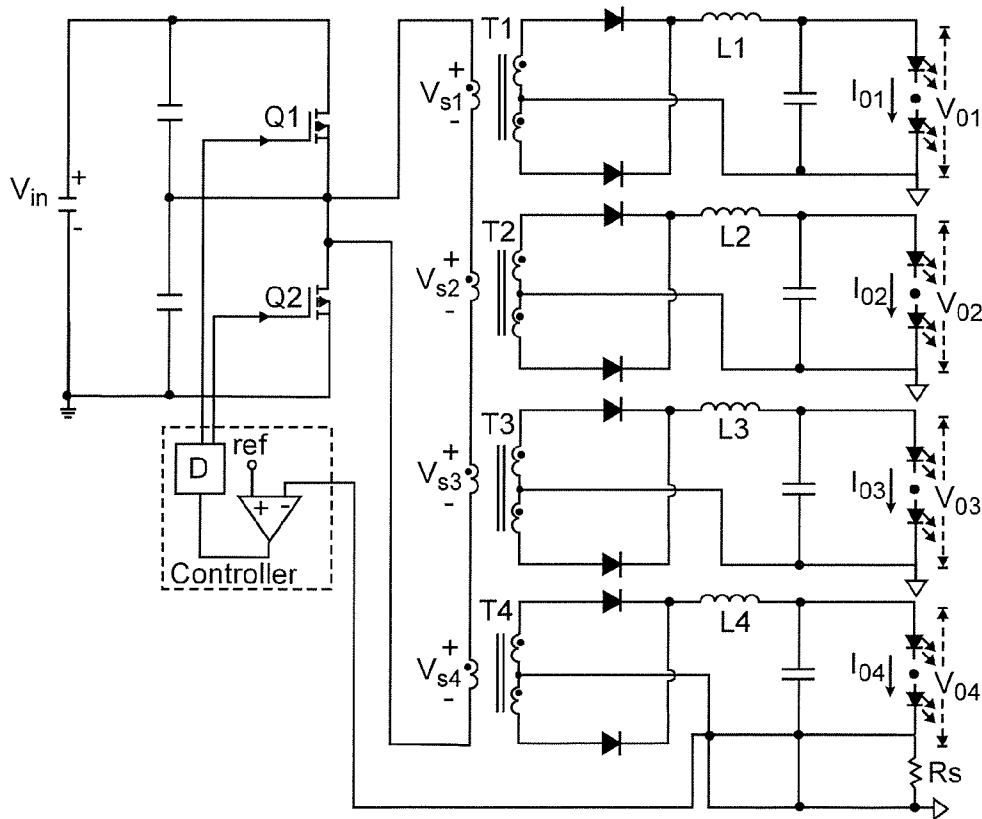 T1
L1
+
Vs1
-
I01
V01
Q1
Vin
+
-
T2
L2
+
Vs2
-
I02
V02
Q2
T3
L3
+
Vs3
-
I03
V03
ref
D
+ -
Controller
T4
L4
+
Vs4
-
I04
V04
Rs